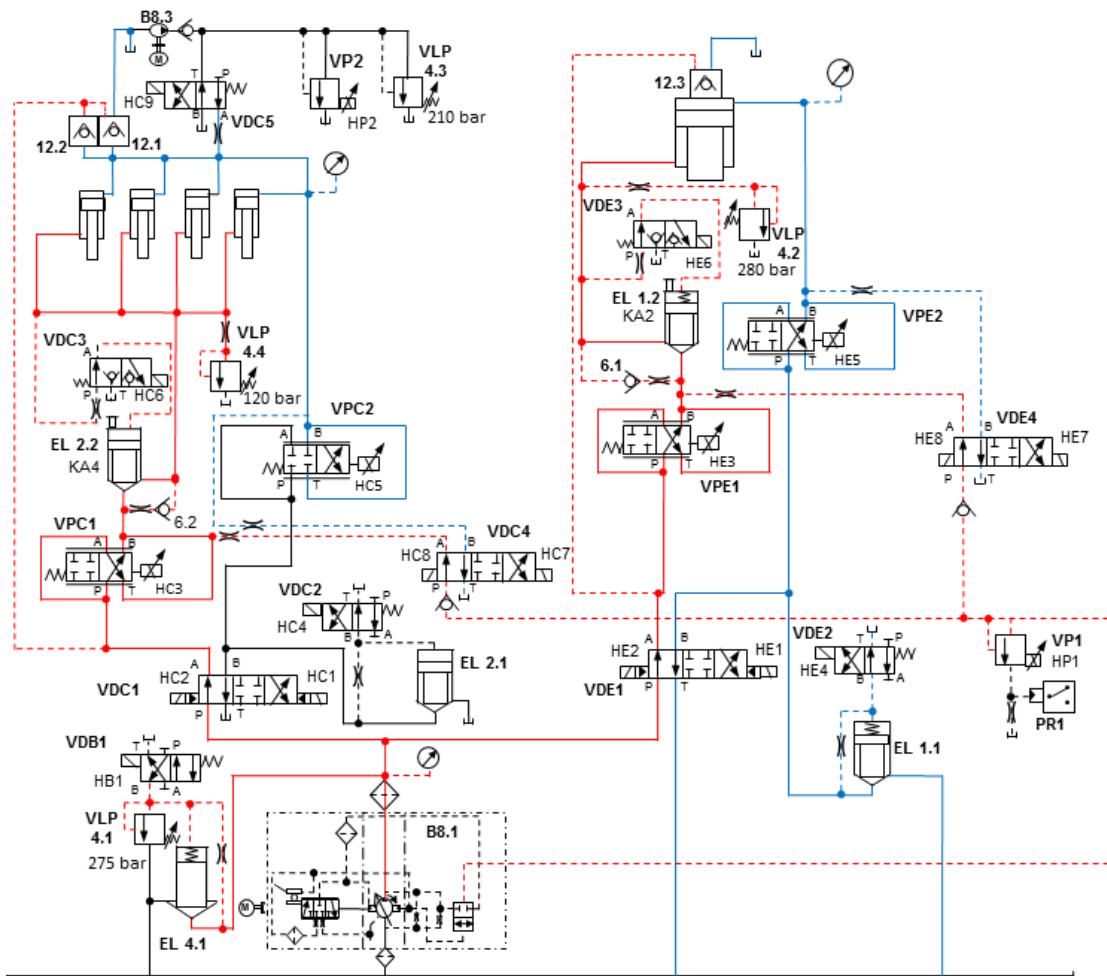 B8.3
M
T P
HC9
B A
VDC5
VP2
HP2
VLP
4.3
210 bar
12.2 12.1
12.3
VDE3
A
P T
HE6
VLP
4.2
280 bar
EL 1.2
KA2
A B
VPE2
P T
HE5
VDC3
A
P T
HC6
VLP
4.4
120 bar
6.1
EL 2.2
KA4
VPC2
A B
P T
HC5
A B
HE3
P T
VPE1
VDE4
A B
HE8 HE7
P T
6.2
VPC1
A B
P T
HC3
VDC4
A B
HC8 HC7
P T
VDC2
T P
HC4
B A
EL 2.1
VDE2
T P
HE4
B A
VP1
HP1
PR1
A B
HC2 HC1
VDC1
P T
A B
HE2 HE1
VDE1
P T
EL 1.1
VDB1
T P
HB1
B A
VLP
4.1
275 bar
B8.1
M
EL 4.1